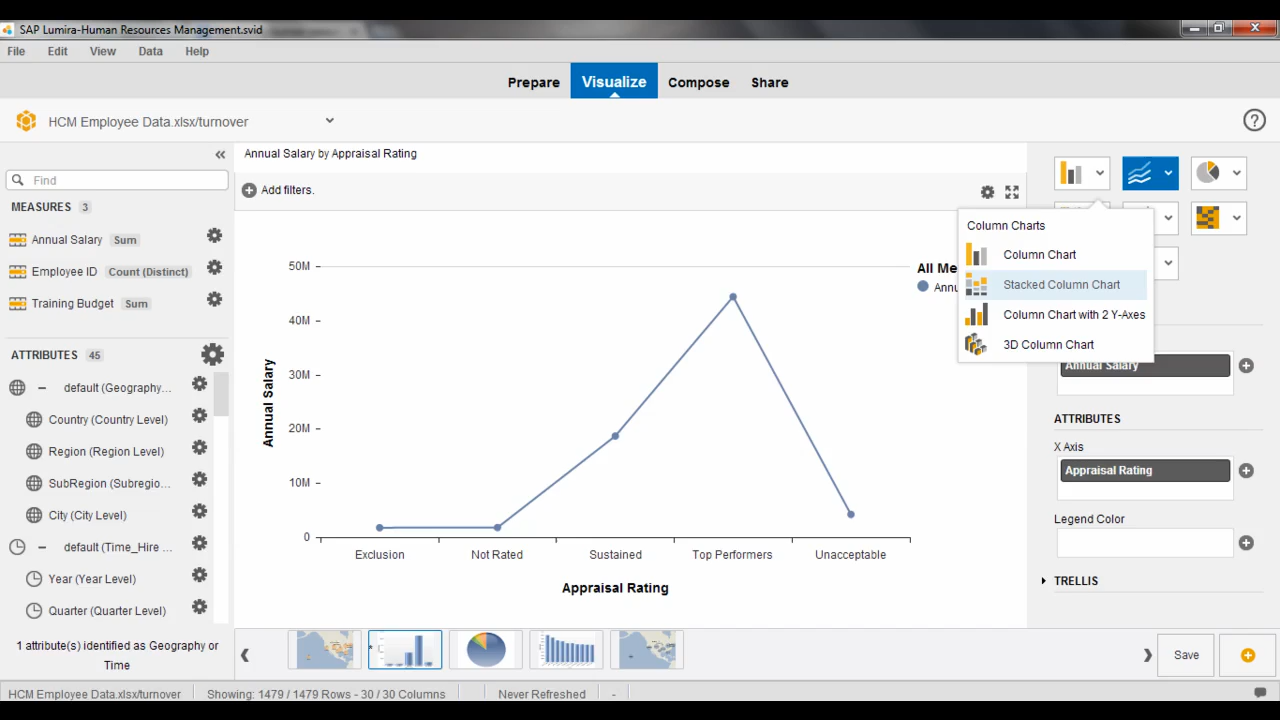 SAP Lumira-Human Resources Management.svid
File Edit View Data Help
Prepare Visualize Compose Share
HCM Employee Data.xlsx/turnover
Annual Salary by Appraisal Rating
Find
Add filters.
MEASURES 3
Annual Salary Sum
Employee ID Count (Distinct)
Training Budget Sum
ATTRIBUTES 45
default (Geography...
Country (Country Level)
Region (Region Level)
SubRegion (Subregio...
City (City Level)
default (Time_Hire ...
Year (Year Level)
Quarter (Quarter Level)
1 attribute(s) identified as Geography or
Time
50M
40M
30M
20M
10M
0
Annual Salary
Exclusion Not Rated Sustained Top Performers Unacceptable
Appraisal Rating
All Me
Annu
Column Charts
Column Chart
Stacked Column Chart
Column Chart with 2 Y-Axes
3D Column Chart
Annual Salary
ATTRIBUTES
X Axis
Appraisal Rating
Legend Color
TRELLIS
Save
HCM Employee Data.xlsx/turnover Showing: 1479 / 1479 Rows - 30 / 30 Columns Never Refreshed -